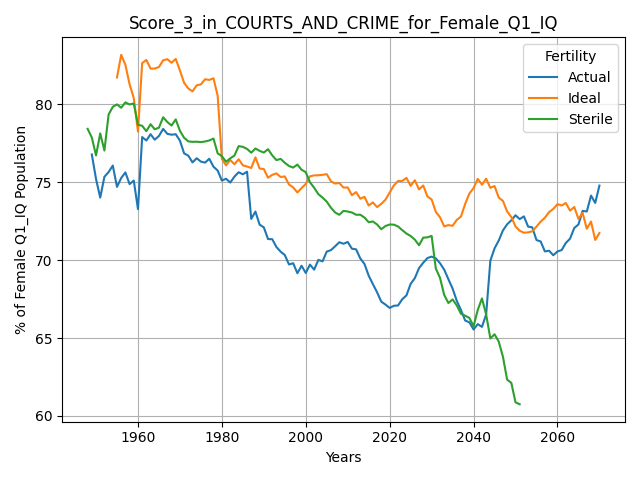 Score_3_in_COURTS_AND_CRIME_for_Female_Q1_IQ
Fertility
Actual
Ideal
Sterile
% of Female Q1_IQ Population
80
75
70
65
60
1960
1980
2000
2020
2040
2060
Years